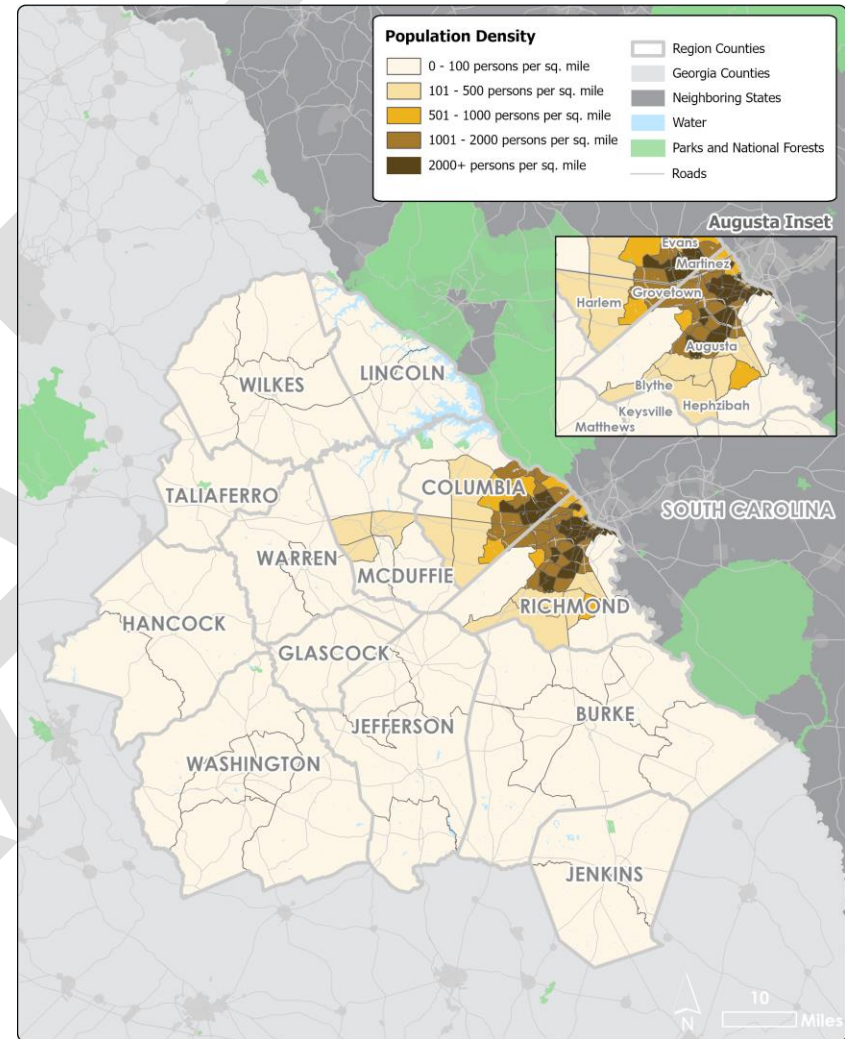 Population Density
0 - 100 persons per sq. mile
101 - 500 persons per sq. mile
501 - 1000 persons per sq. mile
1001 - 2000 persons per sq. mile
2000+ persons per sq. mile
Region Counties
Georgia Counties
Neighboring States
Water
Parks and National Forests
Roads
Augusta Inset
Evans
Martinez
Grovetown
Harlem
Augusta
Blythe
Hephzibah
Keysville
Matthews
WILKES
LINCOLN
TALIAFERRO
COLUMBIA
SOUTH CAROLINA
WARREN
MCDUFFIE
HANCOCK
RICHMOND
GLASCOCK
JEFFERSON
BURKE
WASHINGTON
JENKINS
N
10
Miles